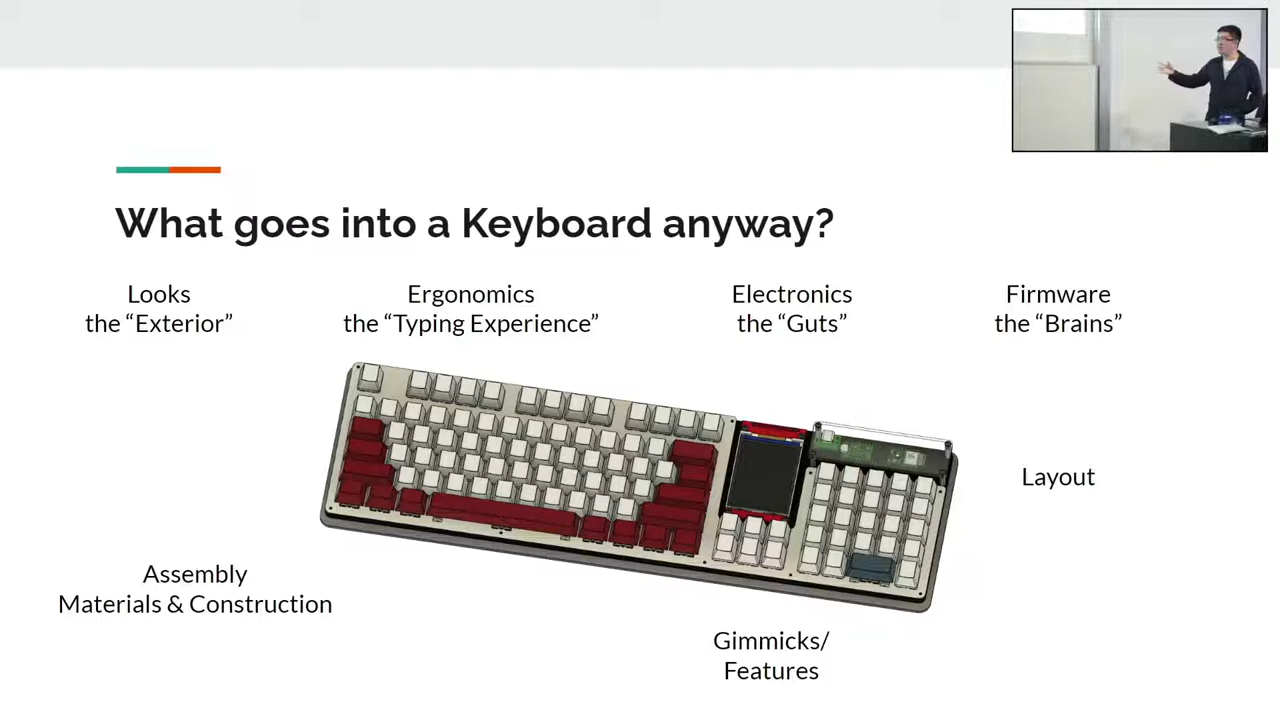 What goes into a Keyboard anyway?
Looks
the “Exterior”
Ergonomics
the “Typing Experience”
Electronics
the “Guts”
Firmware
the “Brains”
Layout
Assembly
Materials & Construction
Gimmicks/
Features